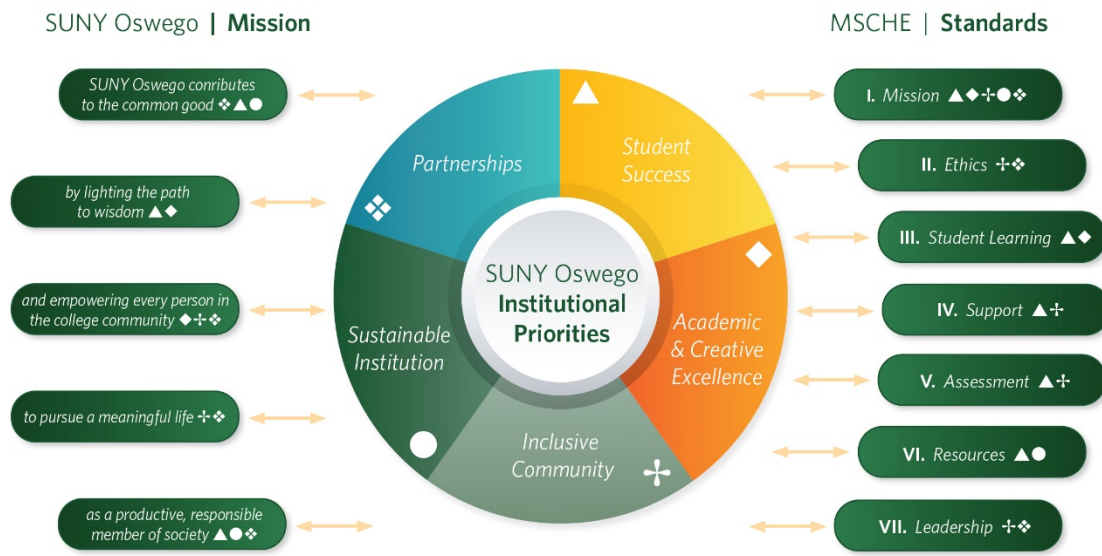 SUNY Oswego | Mission
SUNY Oswego conributes
to the common good ❖▲●
by lighting the path
to wisdom ▲◆
and empowering every person in
the college community ◆✢❖
to pursue a meaningful life ✢❖
as a productive, responsible
member of society ▲●❖
Partnerships
Student
Success
Academic
& Creative
Excellence
Inclusive
Community
Sustainable
Institution
SUNY Oswego
Institutional
Priorities
MSCHE | Standards
I. Mission ▲◆✢●❖
II. Ethics ✢❖
III. Student Learning ▲◆
IV. Support ▲✢
V. Assessment ▲✢
VI. Resources ▲●
VII. Leadership ✢❖